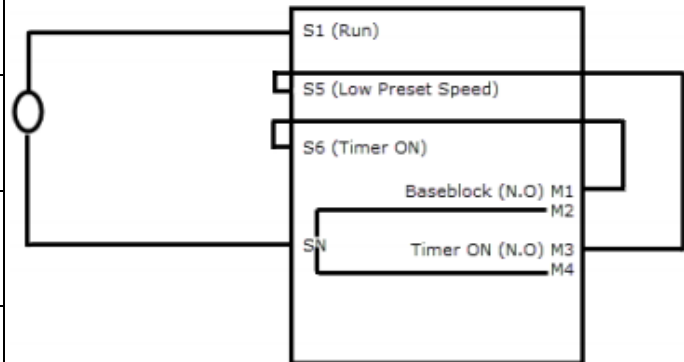 S1 (Run)
S5 (Low Preset Speed)
S6 (Timer ON)
Baseblock (N.O) M1
M2
SN
Timer ON (N.O) M3
M4